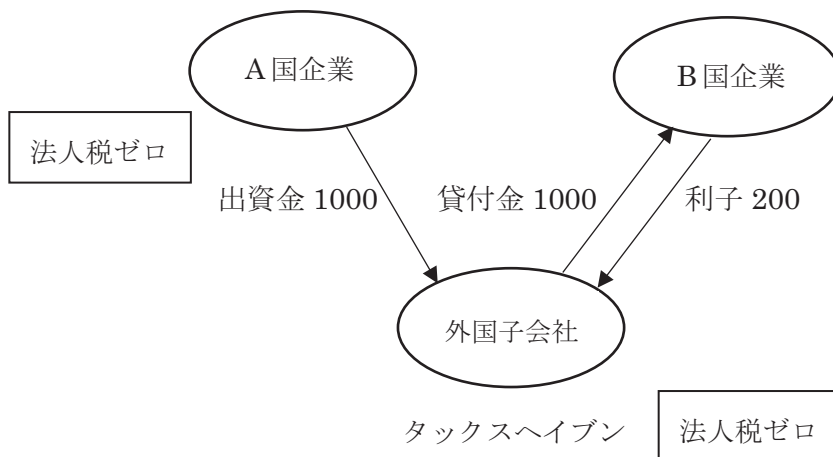 A国企業
B国企業
法人税ゼロ
出資金 1000
貸付金 1000
利子 200
外国子会社
タックスヘイブン
法人税ゼロ